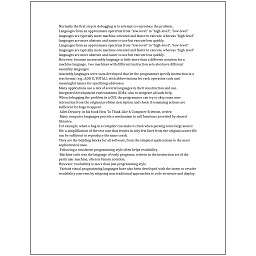 Normally the first step in debugging is to attempt to reproduce the problem.
Languages form an approximate spectrum from "low-level" to "high-level"; "low-level"
languages are typically more machine-oriented and faster to execute, whereas "high-level"
languages are more abstract and easier to use but execute less quickly.
Languages form an approximate spectrum from "low-level" to "high-level"; "low-level"
languages are typically more machine-oriented and faster to execute, whereas "high-level"
languages are more abstract and easier to use but execute less quickly.
However, because an assembly language is little more than a different notation for a
machine language, two machines with different instruction sets also have different
assembly languages.
Assembly languages were soon developed that let the programmer specify instruction in a
text format (e.g., ADD X, TOTAL), with abbreviations for each operation code and
meaningful names for specifying addresses.
Many applications use a mix of several languages in their construction and use.
Integrated development environments (IDEs) aim to integrate all such help.
When debugging the problem in a GUI, the programmer can try to skip some user
interaction from the original problem description and check if remaining actions are
sufficient for bugs to appear.
Allen Downey, in his book How To Think Like A Computer Scientist, writes:
Many computer languages provide a mechanism to call functions provided by shared
libraries.
For example, when a bug in a compiler can make it crash when parsing some large source
file, a simplification of the test case that results in only few lines from the original source file
can be sufficient to reproduce the same crash.
They are the building blocks for all software, from the simplest applications to the most
sophisticated ones.
Following a consistent programming style often helps readability.
Machine code was the language of early programs, written in the instruction set of the
particular machine, often in binary notation.
However, readability is more than just programming style.
Various visual programming languages have also been developed with the intent to resolve
readability concerns by adopting non-traditional approaches to code structure and display.